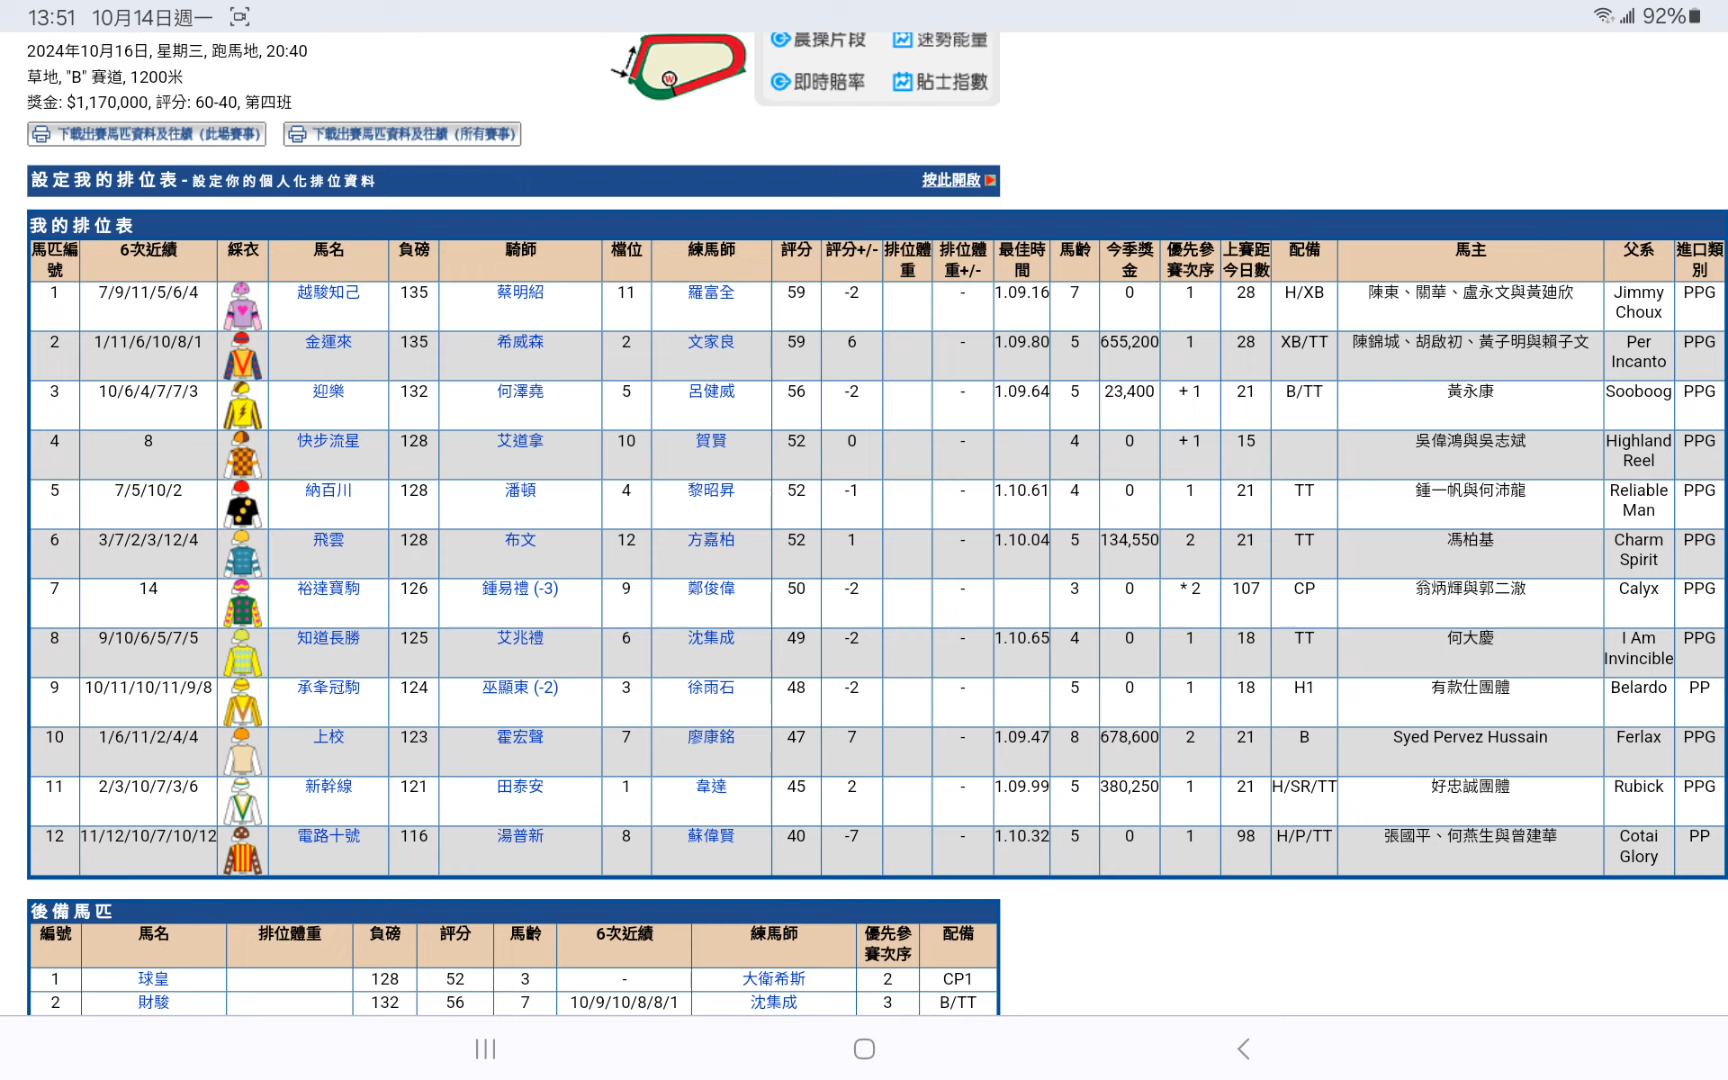 13:51 10月14日週一 92%
2024年10月16日, 星期三, 跑馬地, 20:40
草地, "B" 賽道, 1200米
獎金: $1,170,000, 評分: 60-40, 第四班
晨操片段 速勢能量
即時賠率 貼士指數
W
下載出賽馬匹資料及往績 (此場賽事) 下載出賽馬匹資料及往績 (所有賽事)
設定我的排位表 - 設定你的個人化排位資料 按此開啟
我的排位表
馬匹編號 6次近績 綵衣 馬名 負磅 騎師 檔位 練馬師 評分 評分+/- 排位體重 排位體重+/- 最佳時間 馬齡 今季獎金 優先參賽次序 上賽距今日數 配備 馬主 父系 進口類別
1 7/9/11/5/6/4 越駿知己 135 蔡明紹 11 羅富全 59 -2 - 1.09.16 7 0 1 28 H/XB 陳東、關華、盧永文與黃廸欣 Jimmy Choux PPG
2 1/11/6/10/8/1 金運來 135 希威森 2 文家良 59 6 - 1.09.80 5 655,200 1 28 XB/TT 陳錦城、胡啟初、黃子明與賴子文 Per Incanto PPG
3 10/6/4/7/7/3 迎樂 132 何澤堯 5 呂健威 56 -2 - 1.09.64 5 23,400 + 1 21 B/TT 黃永康 Sooboog PPG
4 8 快步流星 128 艾道拿 10 賀賢 52 0 - 4 0 + 1 15 吳偉鴻與吳志斌 Highland Reel PPG
5 7/5/10/2 納百川 128 潘頓 4 黎昭昇 52 -1 - 1.10.61 4 0 1 21 TT 鍾一帆與何沛龍 Reliable Man PPG
6 3/7/2/3/12/4 飛雲 128 布文 12 方嘉柏 52 1 - 1.10.04 5 134,550 2 21 TT 馮柏基 Charm Spirit PPG
7 14 裕達寶駒 126 鍾易禮 (-3) 9 鄭俊偉 50 -2 - 3 0 * 2 107 CP 翁炳輝與郭二澈 Calyx PPG
8 9/10/6/5/7/5 知道長勝 125 艾兆禮 6 沈集成 49 -2 - 1.10.65 4 0 1 18 TT 何大慶 I Am Invincible PPG
9 10/11/10/11/9/8 承夆冠駒 124 巫顯東 (-2) 3 徐雨石 48 -2 - 5 0 1 18 H1 有款仕團體 Belardo PP
10 1/6/11/2/4/4 上校 123 霍宏聲 7 廖康銘 47 7 - 1.09.47 8 678,600 2 21 B Syed Pervez Hussain Ferlax PPG
11 2/3/10/7/3/6 新幹線 121 田泰安 1 韋達 45 2 - 1.09.99 5 380,250 1 21 H/SR/TT 好忠誠團體 Rubick PPG
12 11/12/10/7/10/12 電路十號 116 湯普新 8 蘇偉賢 40 -7 - 1.10.32 5 0 1 98 H/P/TT 張國平、何燕生與曾建華 Cotai Glory PP
後備馬匹
編號 馬名 排位體重 負磅 評分 馬齡 6次近績 練馬師 優先參賽次序 配備
1 球皇 128 52 3 - 大衛希斯 2 CP1
2 財駿 132 56 7 10/9/10/8/8/1 沈集成 3 B/TT